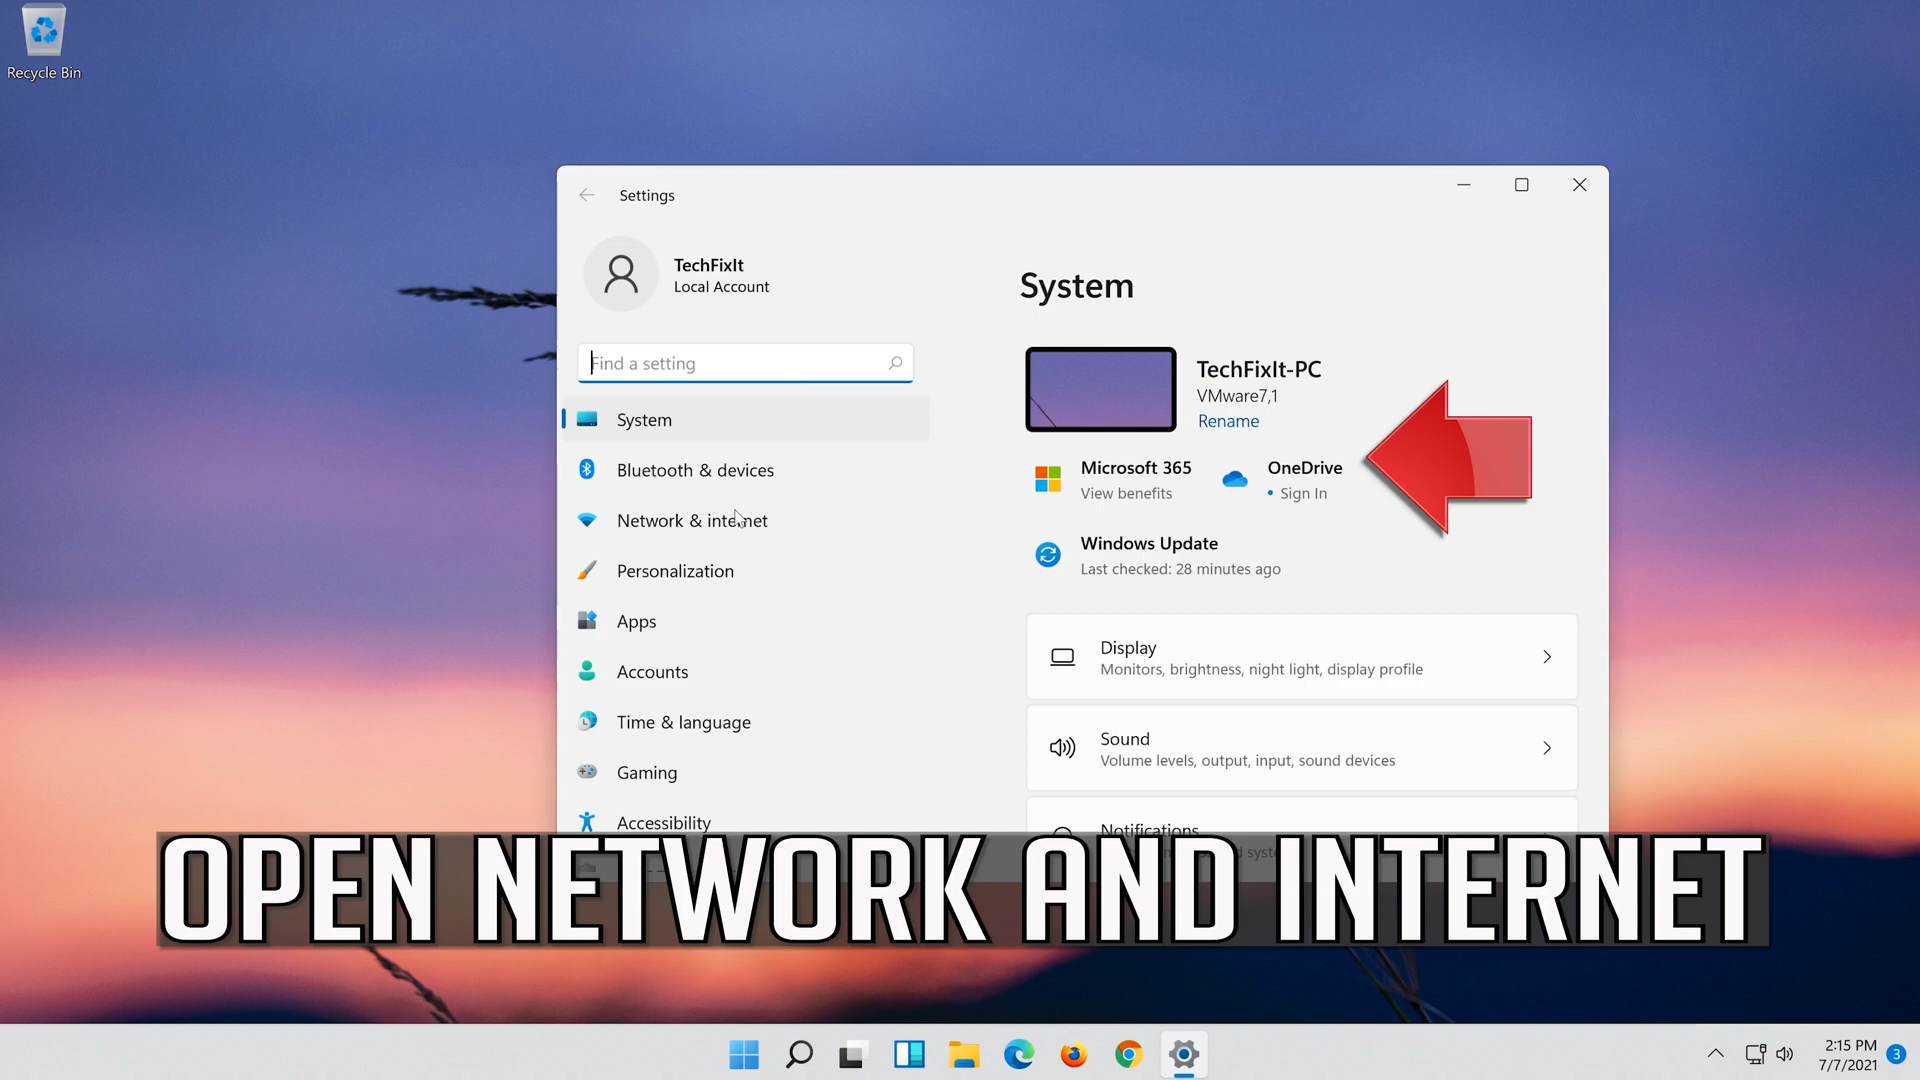 Recycle Bin
Settings
TechFixIt
Local Account
Find a setting
System
Bluetooth & devices
Network & internet
Personalization
Apps
Accounts
Time & language
Gaming
Accessibility
System
TechFixIt-PC
VMware7,1
Rename
Microsoft 365
View benefits
OneDrive
• Sign In
Windows Update
Last checked: 28 minutes ago
Display
Monitors, brightness, night light, display profile
Sound
Volume levels, output, input, sound devices
Notifications
OPEN NETWORK AND INTERNET
2:15 PM
7/7/2021
3